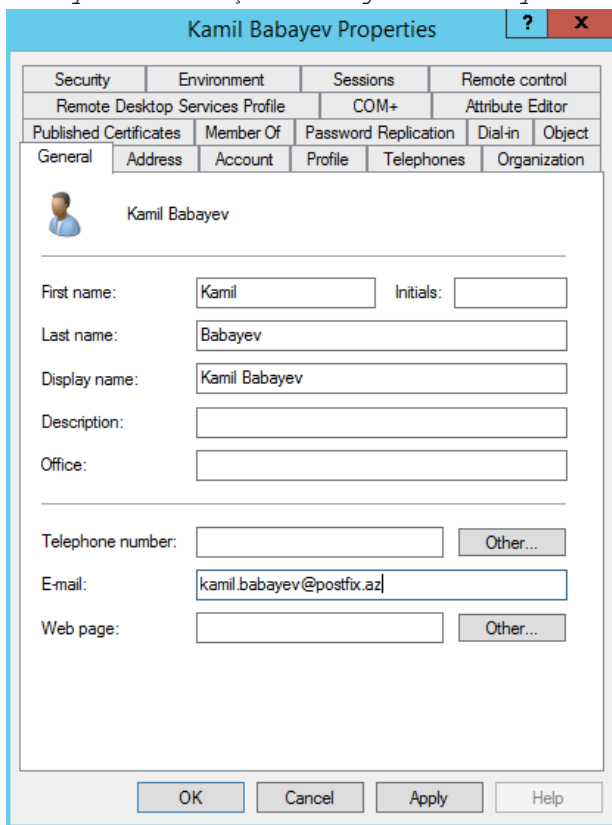 Kamil Babayev Properties
?
x
Security Environment Sessions Remote control
Remote Desktop Services Profile COM+ Attribute Editor
Published Certificates Member Of Password Replication Dial-in Object
General Address Account Profile Telephones Organization
Kamil Babayev
First name: Kamil Initials:
Last name: Babayev
Display name: Kamil Babayev
Description:
Office:
Telephone number: Other...
E-mail: kamil.babayev@postfix.az
Web page: Other...
OK Cancel Apply Help